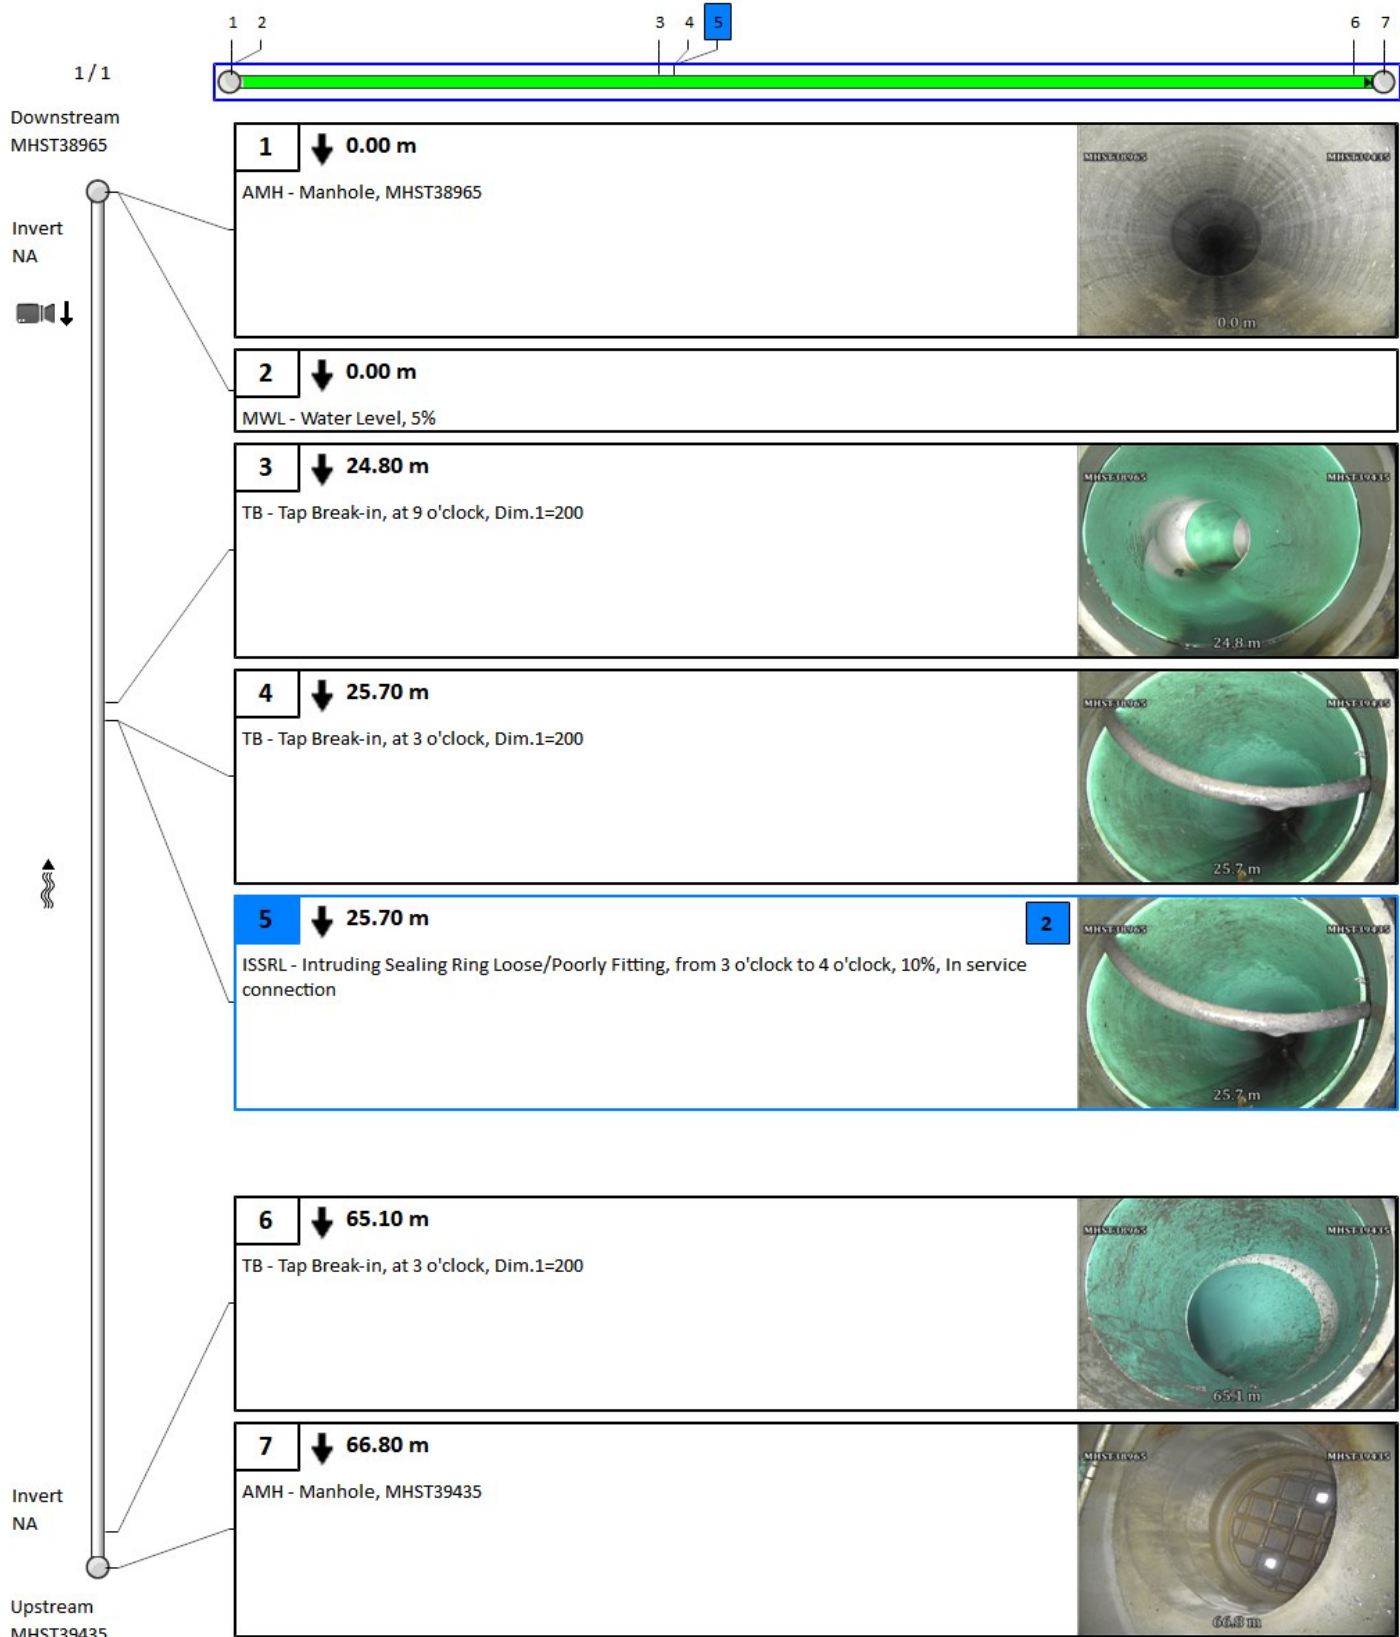 1 2 3 4 5 6 7
1 / 1
Downstream
MHST38965
Invert
NA
1 0.00 m
AMH - Manhole, MHST38965
MHST38965 MHST39435
0.0 m
2 0.00 m
MWL - Water Level, 5%
3 24.80 m
TB - Tap Break-in, at 9 o'clock, Dim.1=200
MHST38965 MHST39435
24.8 m
4 25.70 m
TB - Tap Break-in, at 3 o'clock, Dim.1=200
MHST38965 MHST39435
25.7 m
5 25.70 m 2
ISSRL - Intruding Sealing Ring Loose/Poorly Fitting, from 3 o'clock to 4 o'clock, 10%, In service
connection
MHST38965 MHST39435
25.7 m
6 65.10 m
TB - Tap Break-in, at 3 o'clock, Dim.1=200
MHST38965 MHST39435
65.1 m
7 66.80 m
AMH - Manhole, MHST39435
MHST38965 MHST39435
66.8 m
Invert
NA
Upstream
MHST39435